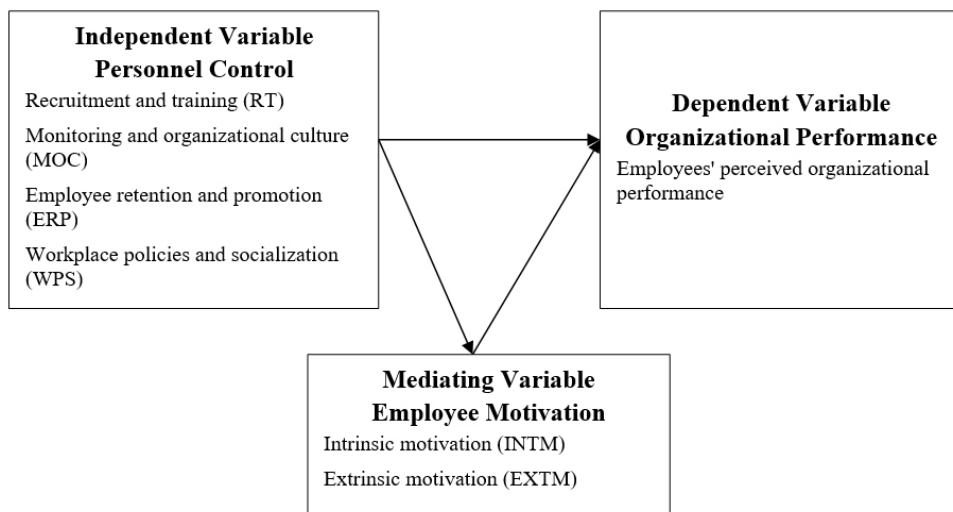 Independent Variable
Personnel Control
Recruitment and training (RT)
Monitoring and organizational culture
(MOC)
Employee retention and promotion
(ERP)
Workplace policies and socialization
(WPS)
Dependent Variable
Organizational Performance
Employees' perceived organizational
performance
Mediating Variable
Employee Motivation
Intrinsic motivation (INTM)
Extrinsic motivation (EXTM)